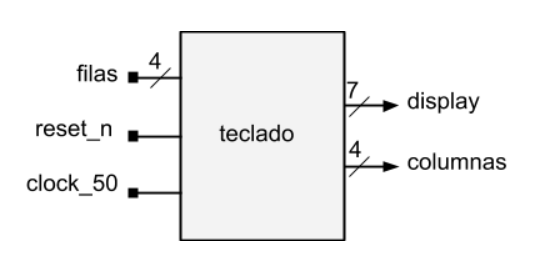 filas
4
reset_n
clock_50
teclado
7
display
4
columnas